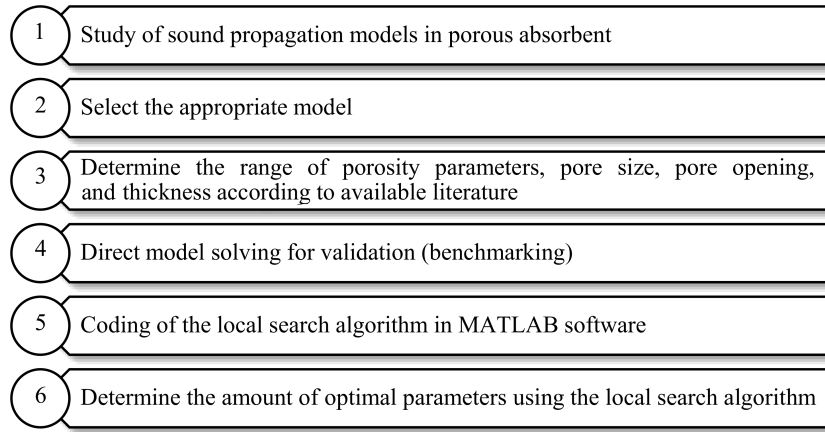 1 Study of sound propagation models in porous absorbent
2 Select the appropriate model
3 Determine the range of porosity parameters, pore size, pore opening,
and thickness according to available literature
4 Direct model solving for validation (benchmarking)
5 Coding of the local search algorithm in MATLAB software
6 Determine the amount of optimal parameters using the local search algorithm